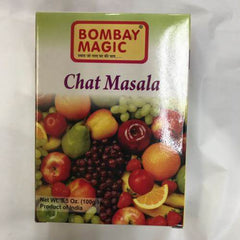 BOMBAY
MAGIC
®
Chat Masala
Net Wt. 3.5 Oz. (100g)
Product of India